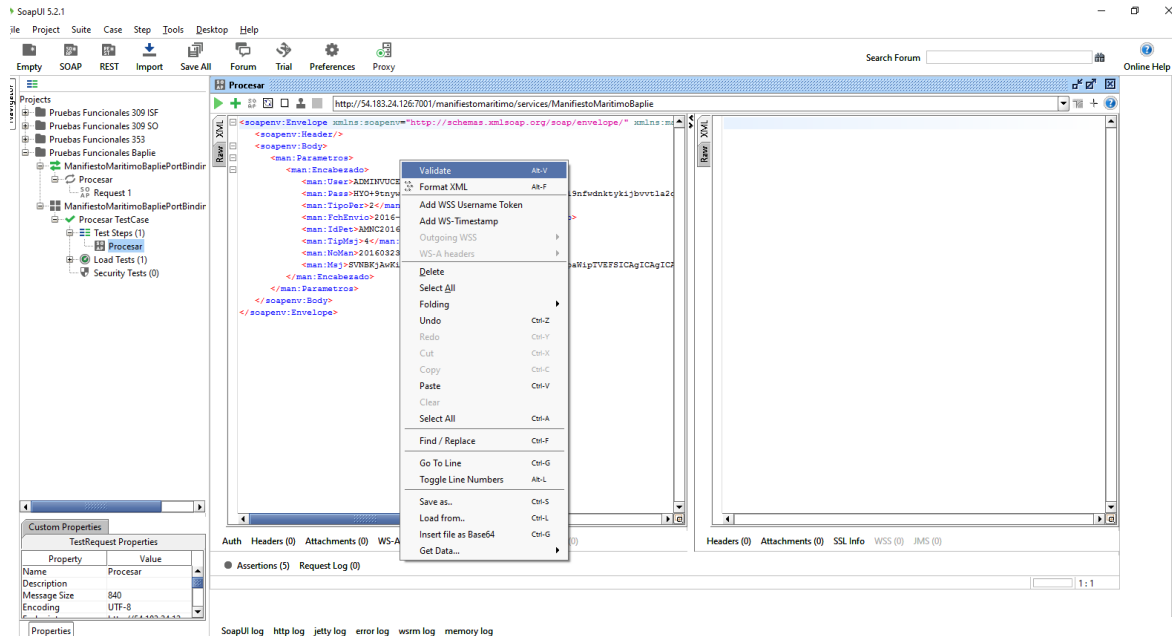 SoapUI 5.2.1
File Project Suite Case Step Tools Desktop Help
Empty SOAP REST Import Save All Forum Trial Preferences Proxy
Search Forum
Online Help
Navigator
Projects
Pruebas Funcionales 309 ISF
Pruebas Funcionales 309 SO
Pruebas Funcionales 353
Pruebas Funcionales Baplie
ManifiestoMaritimoBapliePortBindir
Procesar
Request 1
ManifiestoMaritimoBapliePortBindir
Procesar TestCase
Test Steps (1)
Procesar
Load Tests (1)
Security Tests (0)
Custom Properties
TestRequest Properties
Property Value
Name Procesar
Description
Message Size 840
Encoding UTF-8
Properties
Procesar
http://54.183.24.126:7001/manifiestomaritimo/services/ManifiestoMaritimoBaplie
XML
Raw
<soapenv:Envelope xmlns:soapenv="http://schemas.xmlsoap.org/soap/envelope/" xmlns:ma
<soapenv:Header/>
<soapenv:Body>
<man:Parametros>
<man:Encabezado>
<man:User>ADMINVUCE
<man:Pass>HYO+9tnyw
<man:TipoPer>2</man
<man:FchEnvio>2016-
<man:IdPet>AMNC2016
<man:TipMsj>4</man:
<man:NoMan>20160323
<man:Msj>SVNBKjAwKi
</man:Encabezado>
</man:Parametros>
</soapenv:Body>
</soapenv:Envelope>
Validate Alt-V
Format XML Alt-F
Add WSS Username Token
Add WS-Timestamp
Outgoing WSS
WS-A headers
Delete
Select All
Folding
Undo Ctrl-Z
Redo Ctrl-Y
Cut Ctrl-X
Copy Ctrl-C
Paste Ctrl-V
Clear
Select All Ctrl-A
Find / Replace Ctrl-F
Go To Line Ctrl-G
Toggle Line Numbers Alt-L
Save as.. Ctrl-S
Load from.. Ctrl-L
Insert file as Base64 Ctrl-G
Get Data...
XML
Raw
Auth Headers (0) Attachments (0) WS-A
Headers (0) Attachments (0) SSL Info WSS (0) JMS (0)
Assertions (5) Request Log (0)
1:1
SoapUI log http log jetty log error log wsrm log memory log